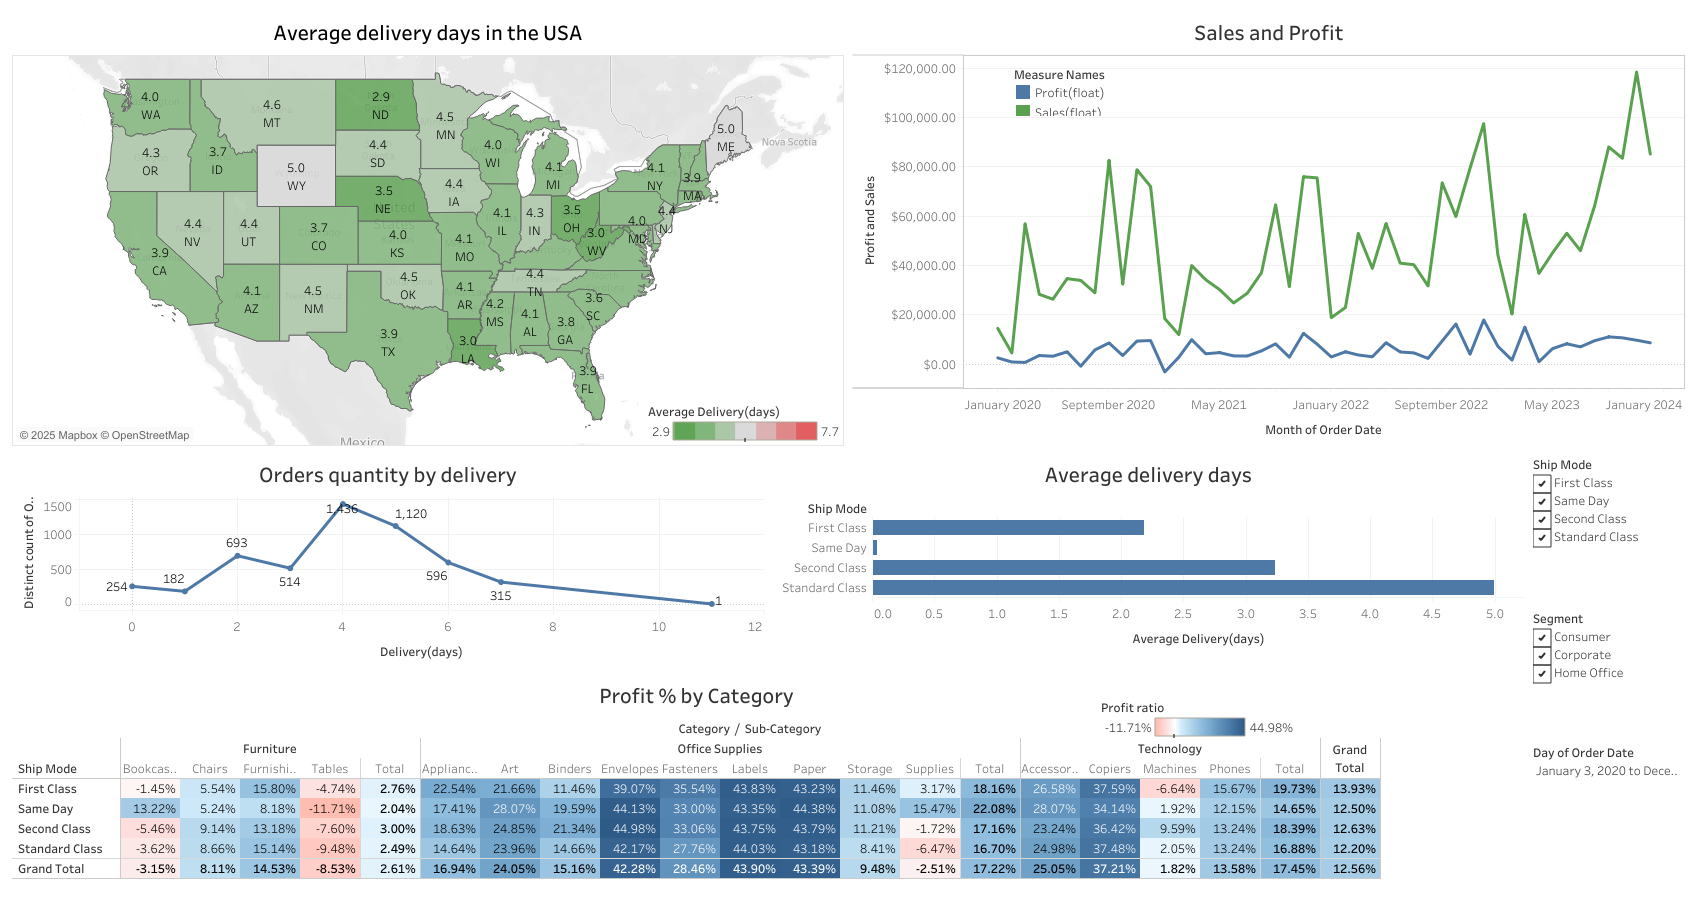 Average delivery days in the USA
4.0
WA
4.6
MT
2.9
ND
4.5
MN
5.0
ME
Nova Scotia
4.3
OR
3.7
ID
5.0
WY
4.4
SD
4.0
WI
4.1
MI
4.1
NY
3.9
MA
4.4
NV
4.4
UT
3.7
CO
3.5
NE
4.4
IA
4.1
IL
4.3
IN
3.5
OH
3.0
WV
4.0
MD
4.4
NJ
3.9
CA
4.0
KS
4.1
MO
4.1
AZ
4.5
NM
4.5
OK
4.1
AR
4.4
TN
3.6
SC
3.9
TX
3.0
LA
4.2
MS
4.1
AL
3.8
GA
3.9
FL
Mexico
Average Delivery(days)
2.9 7.7
© 2025 Mapbox © OpenStreetMap
Sales and Profit
Measure Names
Profit(float)
Sales(float)
Profit and Sales
$120,000.00
$100,000.00
$80,000.00
$60,000.00
$40,000.00
$20,000.00
$0.00
January 2020 September 2020 May 2021 January 2022 September 2022 May 2023 January 2024
Month of Order Date
Orders quantity by delivery
Distinct count of O..
1500
1000
500
0
254 182 693 514 1,436 1,120 596 315 1
0 2 4 6 8 10 12
Delivery(days)
Average delivery days
Ship Mode
First Class
Same Day
Second Class
Standard Class
0.0 0.5 1.0 1.5 2.0 2.5 3.0 3.5 4.0 4.5 5.0
Average Delivery(days)
Ship Mode
First Class
Same Day
Second Class
Standard Class
Segment
Consumer
Corporate
Home Office
Day of Order Date
January 3, 2020 to Dece..
Profit % by Category
Profit ratio
-11.71% 44.98%
Category / Sub-Category
Furniture Office Supplies Technology Grand
Ship Mode Bookcas.. Chairs Furnishi.. Tables Total Applianc.. Art Binders Envelopes Fasteners Labels Paper Storage Supplies Total Accessor.. Copiers Machines Phones Total Total
First Class -1.45% 5.54% 15.80% -4.74% 2.76% 22.54% 21.66% 11.46% 39.07% 35.54% 43.83% 43.23% 11.46% 3.17% 18.16% 26.58% 37.59% -6.64% 15.67% 19.73% 13.93%
Same Day 13.22% 5.24% 8.18% -11.71% 2.04% 17.41% 28.07% 19.59% 44.13% 33.00% 43.35% 44.38% 11.08% 15.47% 22.08% 28.07% 34.14% 1.92% 12.15% 14.65% 12.50%
Second Class -5.46% 9.14% 13.18% -7.60% 3.00% 18.63% 24.85% 21.34% 44.98% 33.06% 43.75% 43.79% 11.21% -1.72% 17.16% 23.24% 36.42% 9.59% 13.24% 18.39% 12.63%
Standard Class -3.62% 8.66% 15.14% -9.48% 2.49% 14.64% 23.96% 14.66% 42.17% 27.76% 44.03% 43.18% 8.41% -6.47% 16.70% 24.98% 37.48% 2.05% 13.24% 16.88% 12.20%
Grand Total -3.15% 8.11% 14.53% -8.53% 2.61% 16.94% 24.05% 15.16% 42.28% 28.46% 43.90% 43.39% 9.48% -2.51% 17.22% 25.05% 37.21% 1.82% 13.58% 17.45% 12.56%